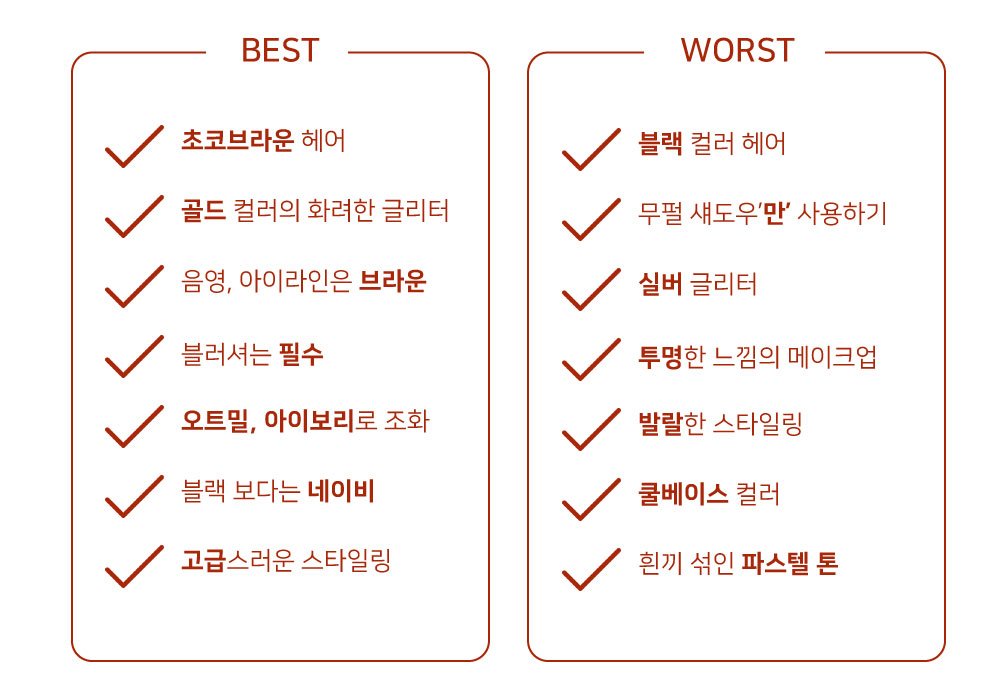 BEST
초코브라운 헤어
골드 컬러의 화려한 글리터
음영, 아이라인은 브라운
블러셔는 필수
오트밀, 아이보리로 조화
블랙 보다는 네이비
고급스러운 스타일링
WORST
블랙 컬러 헤어
무펄 섀도우'만' 사용하기
실버 글리터
투명한 느낌의 메이크업
발랄한 스타일링
쿨베이스 컬러
흰끼 섞인 파스텔 톤